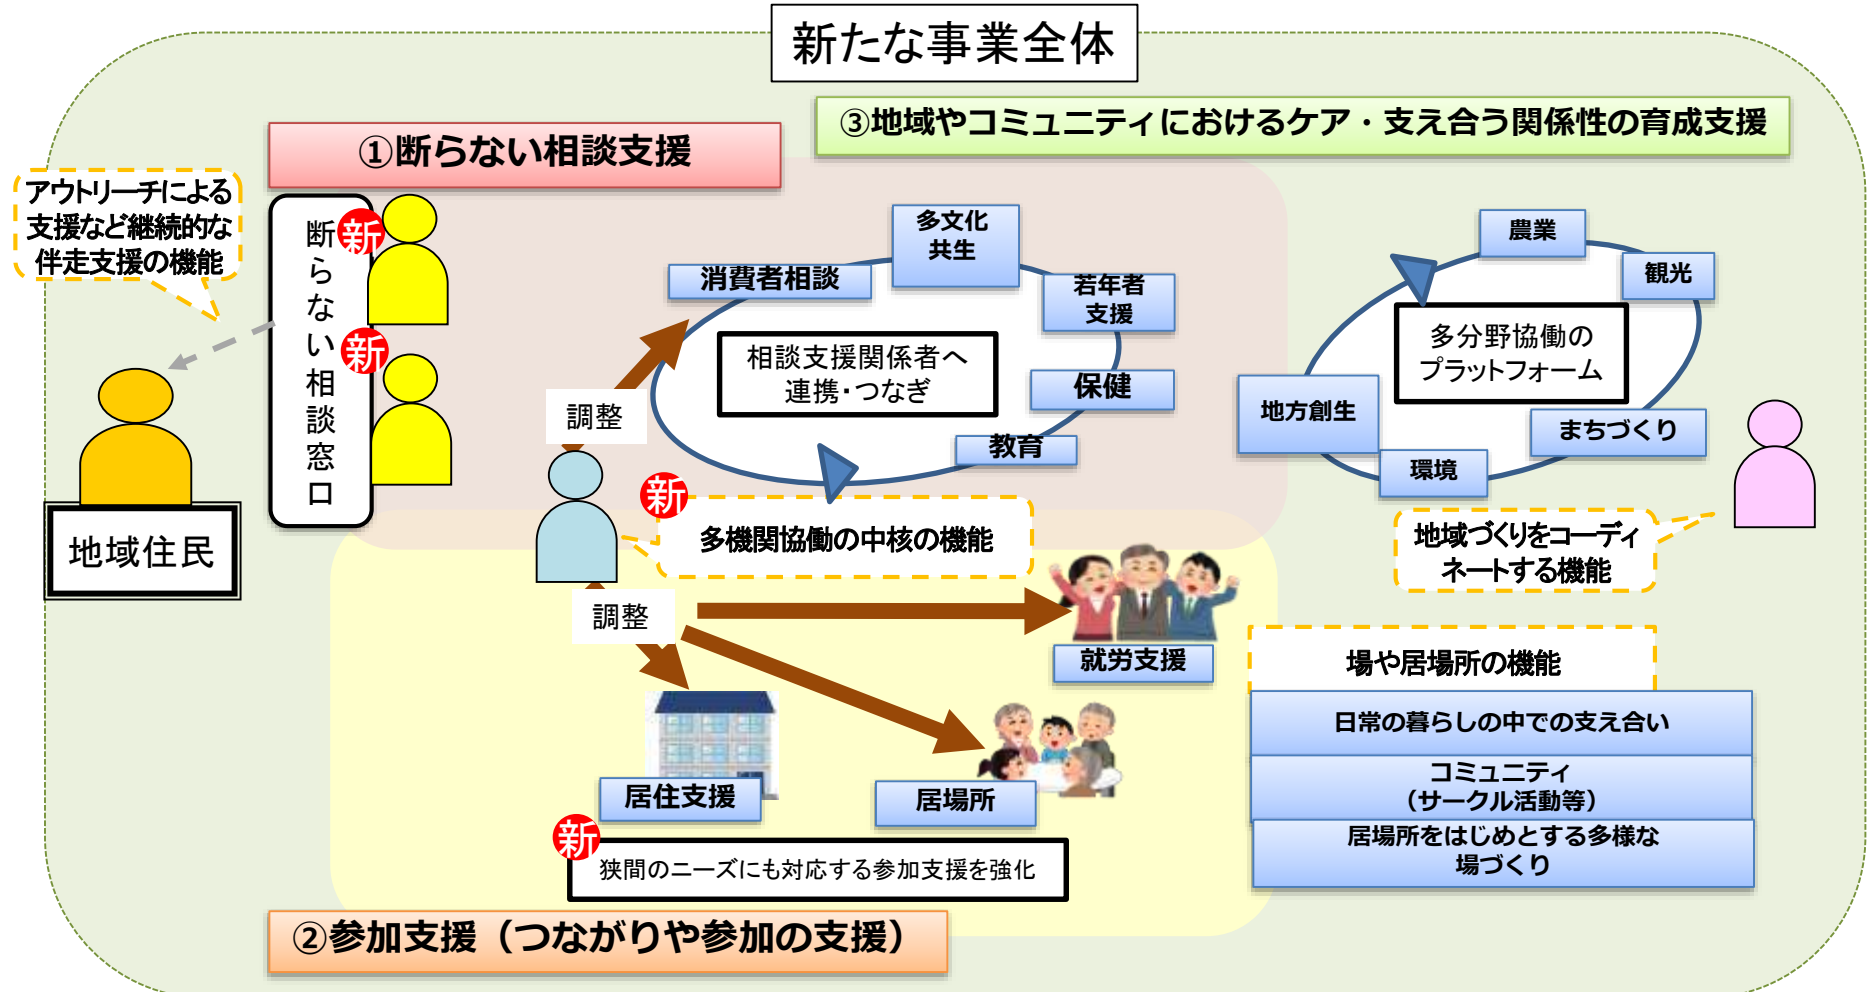 新たな事業全体
③地域やコミュニティにおけるケア・支え合う関係性の育成支援
①断らない相談支援
アウトリーチによる
支援など継続的な
伴走支援の機能
断らない相談窓口
新
新
地域住民
多文化
共生
消費者相談
若年者
支援
相談支援関係者へ
連携・つなぎ
保健
教育
調整
新
多機関協働の中核の機能
農業
観光
多分野協働の
プラットフォーム
地方創生
まちづくり
環境
地域づくりをコーディ
ネートする機能
調整
就労支援
居住支援
居場所
新
狭間のニーズにも対応する参加支援を強化
②参加支援（つながりや参加の支援）
場や居場所の機能
日常の暮らしの中での支え合い
コミュニティ
（サークル活動等）
居場所をはじめとする多様な
場づくり